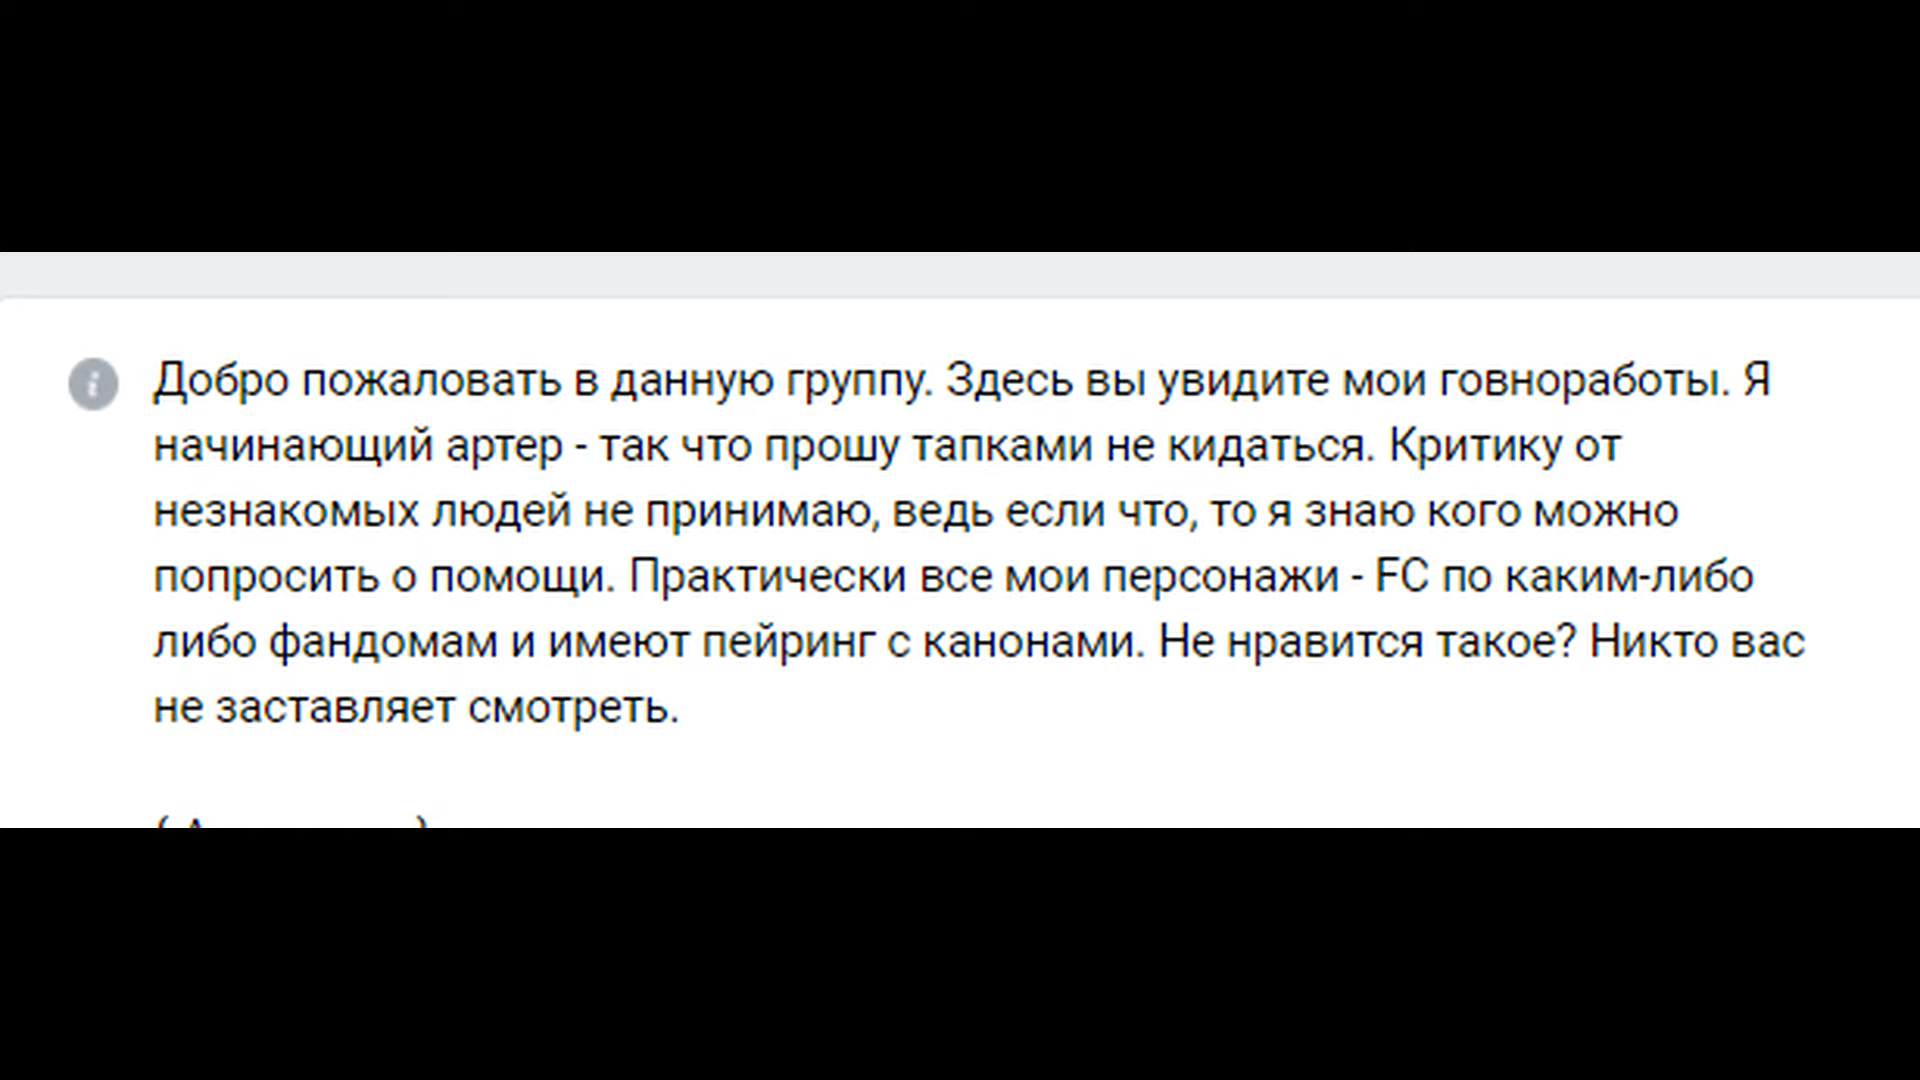 Добро пожаловать в данную группу. Здесь вы увидите мои говноработы. Я
начинающий артер - так что прошу тапками не кидаться. Критику от
незнакомых людей не принимаю, ведь если что, то я знаю кого можно
попросить о помощи. Практически все мои персонажи - FC по каким-либо
либо фандомам и имеют пейринг с канонами. Не нравится такое? Никто вас
не заставляет смотреть.